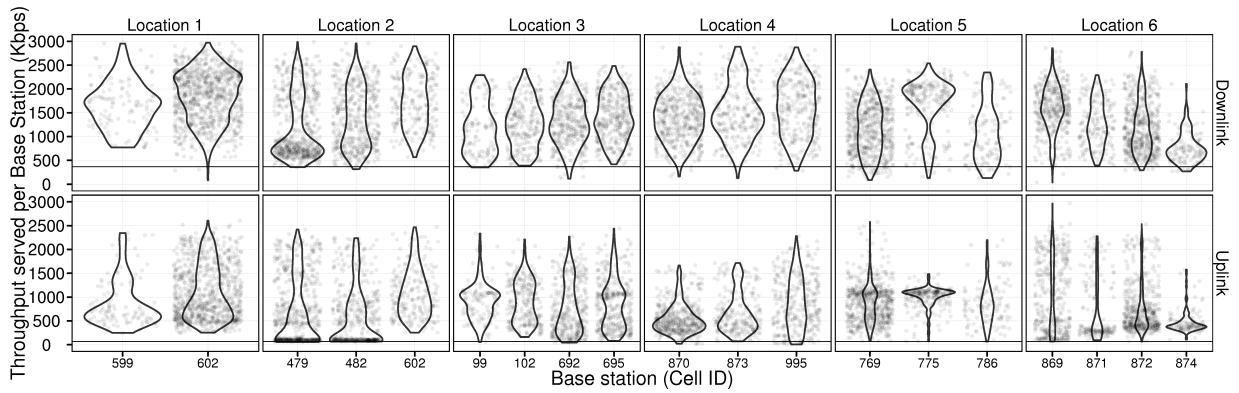 Throughput served per Base Station (Kbps)
Location 1 Location 2 Location 3 Location 4 Location 5 Location 6
3000
2500
2000
1500
1000
500
0
Downlink
3000
2500
2000
1500
1000
500
0
Uplink
599 602 479 482 602 99 102 692 695 870 873 995 769 775 786 869 871 872 874
Base station (Cell ID)